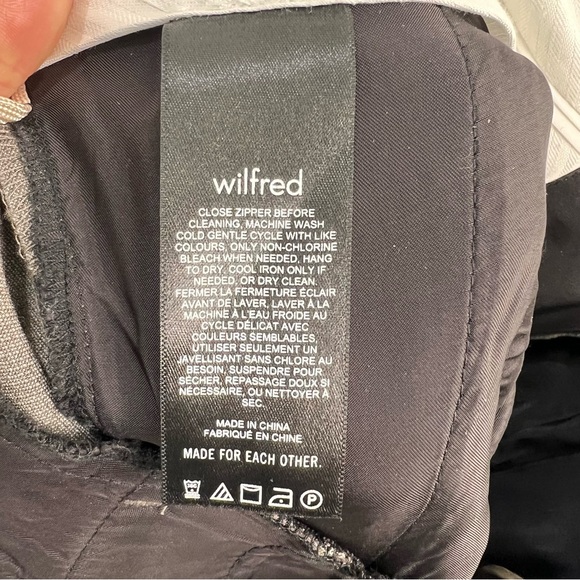 wilfred
CLOSE ZIPPER BEFORE
CLEANING, MACHINE WASH
COLD GENTLE CYCLE WITH LIKE
COLOURS, ONLY NON-CHLORINE
BLEACH WHEN NEEDED, HANG
TO DRY. COOL IRON ONLY IF
NEEDED, OR DRY CLEAN.
FERMER LA FERMETURE ÉCLAIR
AVANT DE LAVER, LAVER À LA
MACHINE À L'EAU FROIDE AU
CYCLE DÉLICAT AVEC
COULEURS SEMBLABLES,
UTILISER SEULEMENT UN
JAVELLISANT SANS CHLORE AU
BESOIN, SUSPENDRE POUR
SÉCHER, REPASSAGE DOUX SI
NÉCESSAIRE, OU NETTOYER À
SEC.
MADE IN CHINA
FABRIQUÉ EN CHINE
MADE FOR EACH OTHER.
P